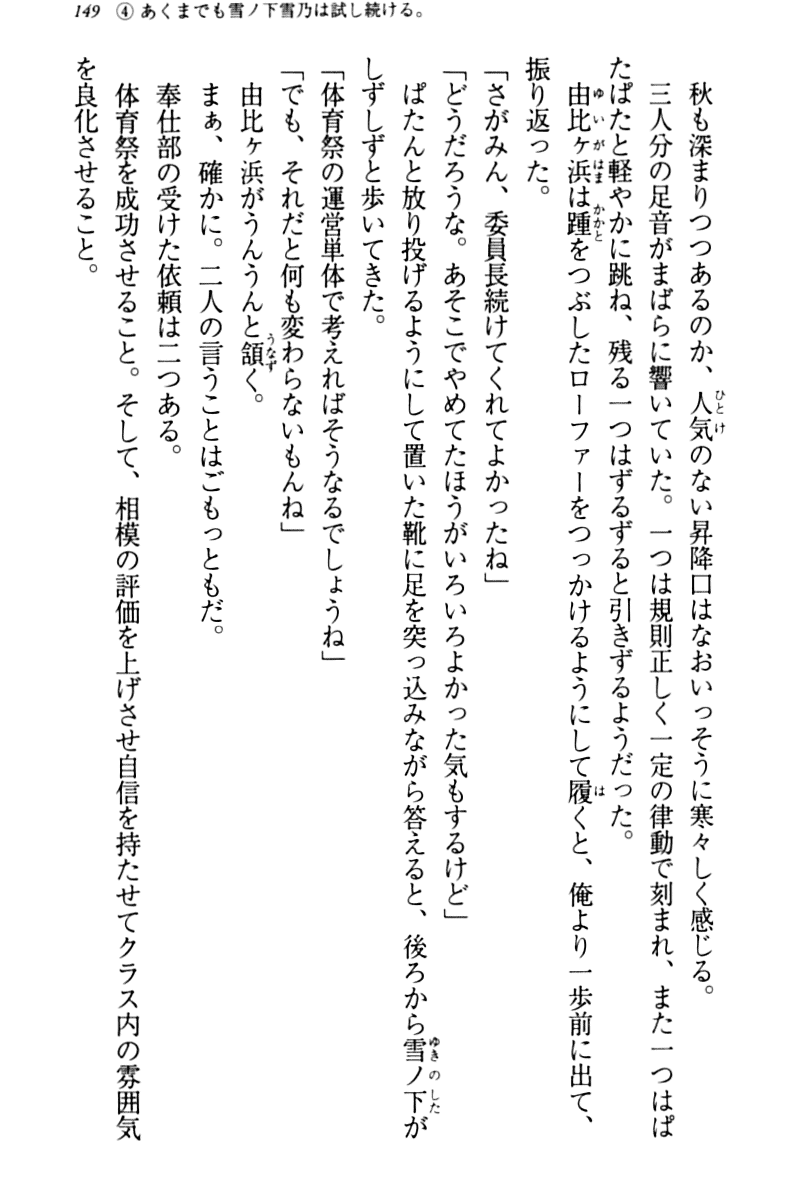 149 ④ あくまでも雪ノ下雪乃は試し続ける。
秋も深まりつつあるのか、人気のない昇降口はなおいっそうに寒々しく感じる。
三人分の足音がまばらに響いていた。一つは規則正しく一定の律動で刻まれ、また一つはぱ
たぱたと軽やかに跳ね、残る一つはずるずると引きずるようだった。
由比ヶ浜は踵をつぶしたローファーをつっかけるようにして履くと、俺より一歩前に出て、
振り返った。
「さがみん、委員長続けてくれてよかったね」
「どうだろうな。あそこでやめてたほうがいろいろよかった気もするけど」
ぱたんと放り投げるようにして置いた靴に足を突っ込みながら答えると、後ろから雪ノ下が
しずしずと歩いてきた。
「体育祭の運営単体で考えればそうなるでしょうね」
「でも、それだと何も変わらないもんね」
由比ヶ浜がうんうんと頷く。
まぁ、確かに。二人の言うことはごもっともだ。
奉仕部の受けた依頼は二つある。
体育祭を成功させること。そして、相模の評価を上げさせ自信を持たせてクラス内の雰囲気
を良化させること。